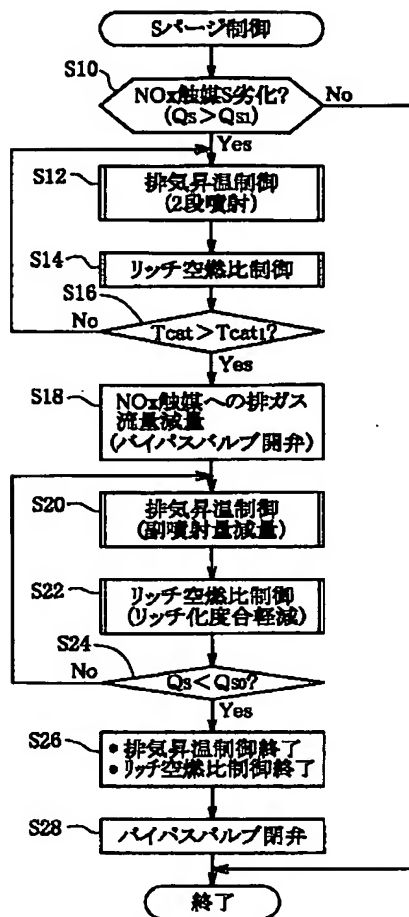 Sパージ制御
S10
NOx触媒S劣化?
(Qs>Qs1)
No
Yes
S12
排気昇温制御
(2段噴射)
S14
リッチ空燃比制御
S16
No
Tcat>Tcat1?
Yes
S18
NOx触媒への排ガス
流量減量
(バイパスバルブ開弁)
S20
排気昇温制御
(副噴射量減量)
S22
リッチ空燃比制御
(リッチ化度合軽減)
S24
No
Qs<Qs0?
Yes
S26
•排気昇温制御終了
•リッチ空燃比制御終了
S28
バイパスバルブ閉弁
終了